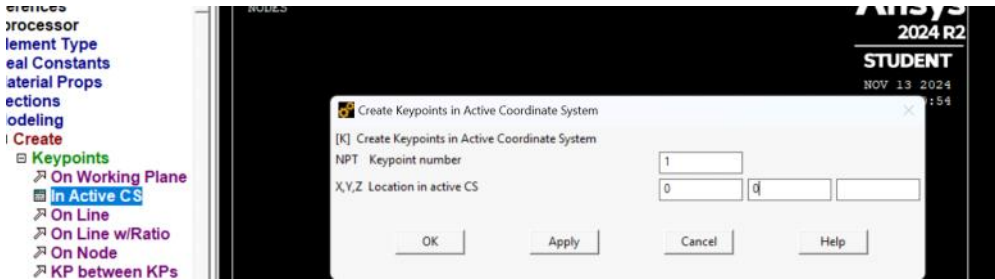 erences
processor
lement Type
eal Constants
laterial Props
ections
odeling
Create
Keypoints
On Working Plane
In Active CS
On Line
On Line w/Ratio
On Node
KP between KPs
NODES
Ansys
2024 R2
STUDENT
NOV 13 2024
:54
Create Keypoints in Active Coordinate System
[K] Create Keypoints in Active Coordinate System
NPT Keypoint number 1
X,Y,Z Location in active CS 0 0
OK Apply Cancel Help